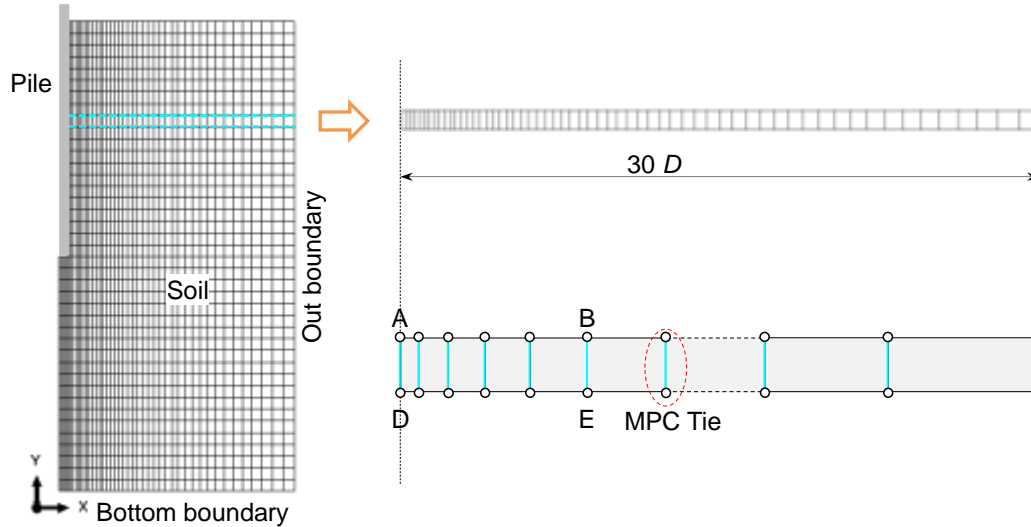 Pile
30 D
Out boundary
Soil
A
B
D
E
MPC Tie
Y
X
Bottom boundary